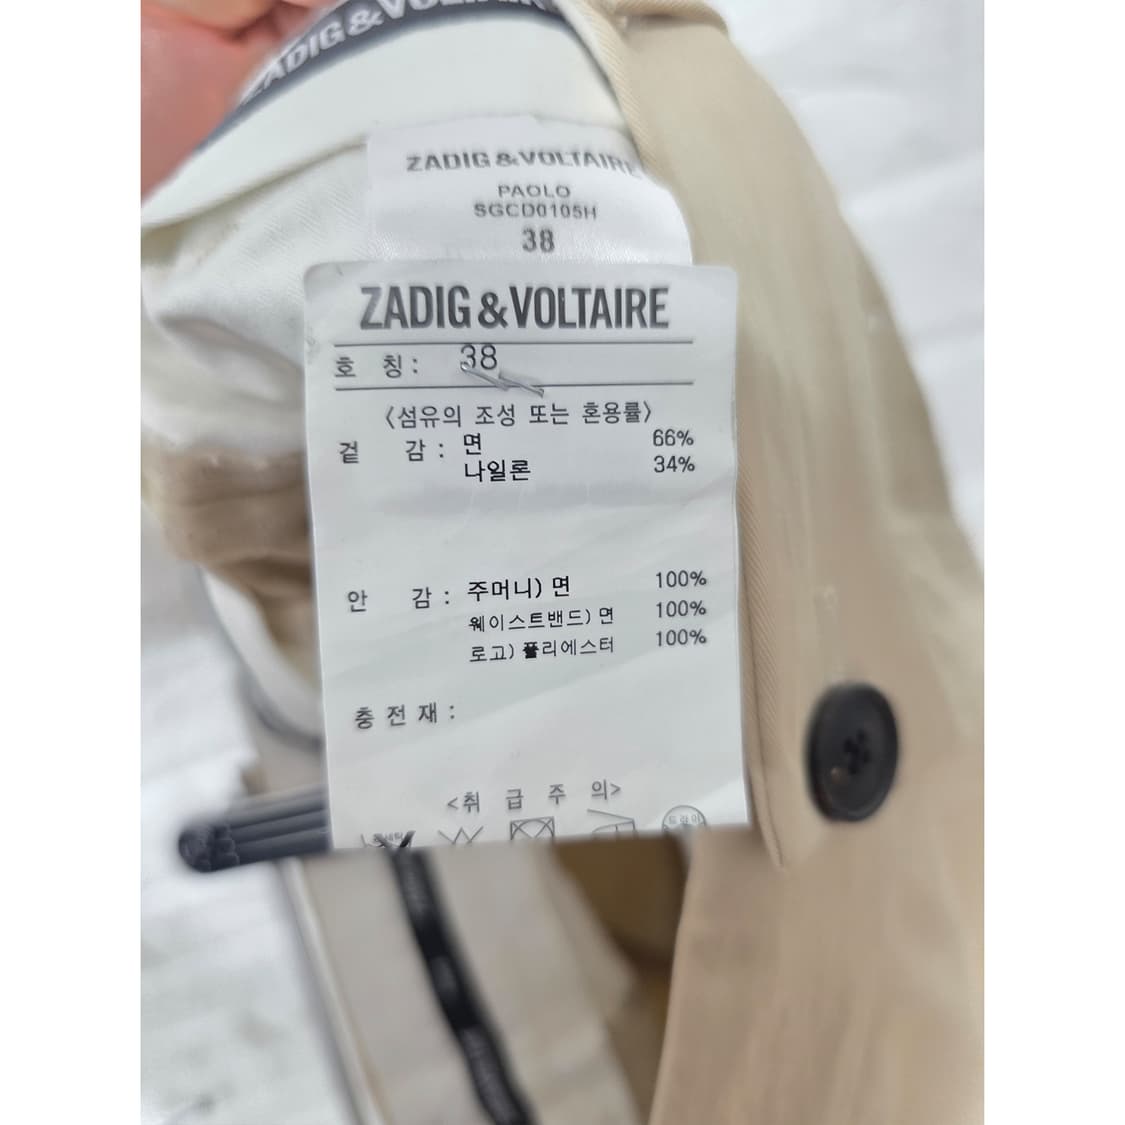 ZADIG&VOLTAIRE
ZADIG&VOLTAIRE
PAOLO
SGCD0105H
38
ZADIG&VOLTAIRE
호 칭: 38
<섬유의 조성 또는 혼용률>
겉 감: 면 66%
나일론 34%
안 감: 주머니) 면 100%
웨이스트밴드) 면 100%
로고) 폴리에스터 100%
충 전 재:
<취 급 주 의>
드라이